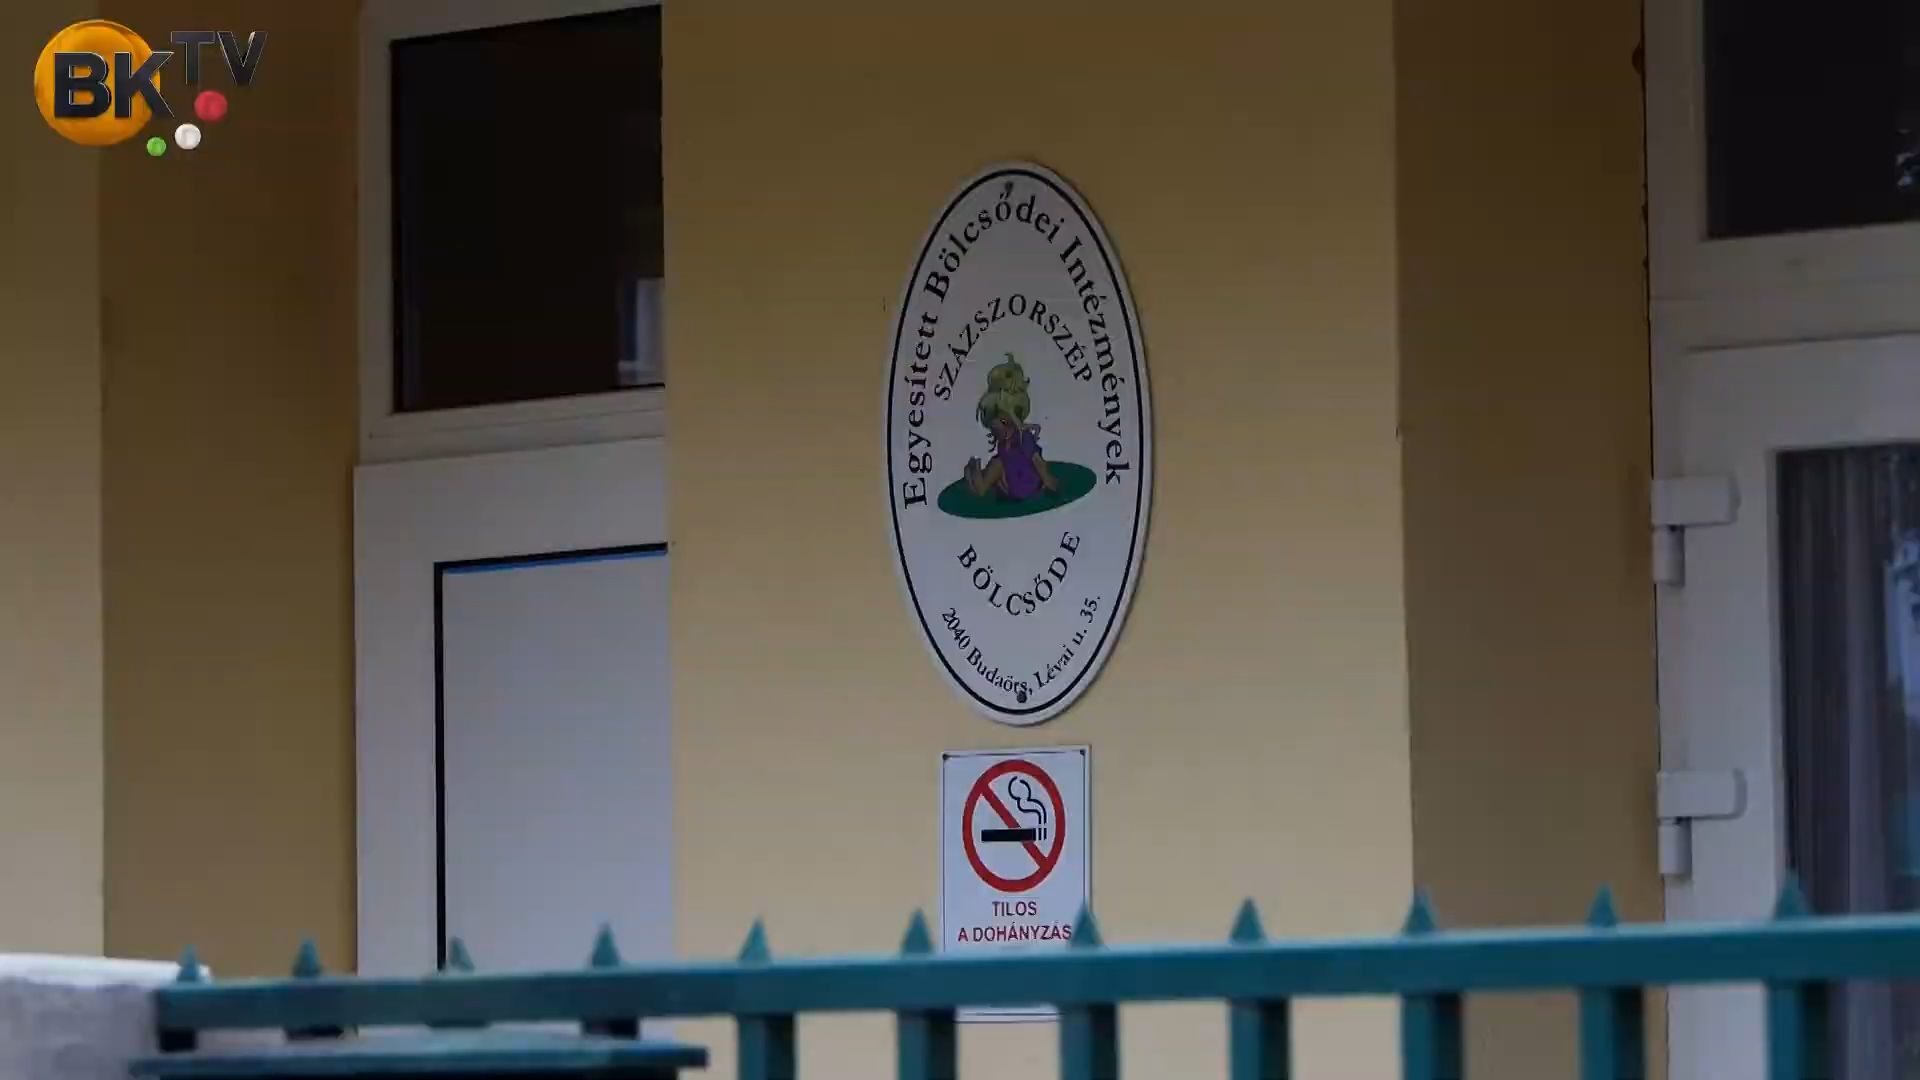 BKTV
Egyesített Bölcsődei Intézmények
SZÁZSZORSZÉP
BÖLCSŐDE
2040 Budaörs, Lévai u. 35.
TILOS
A DOHÁNYZÁS